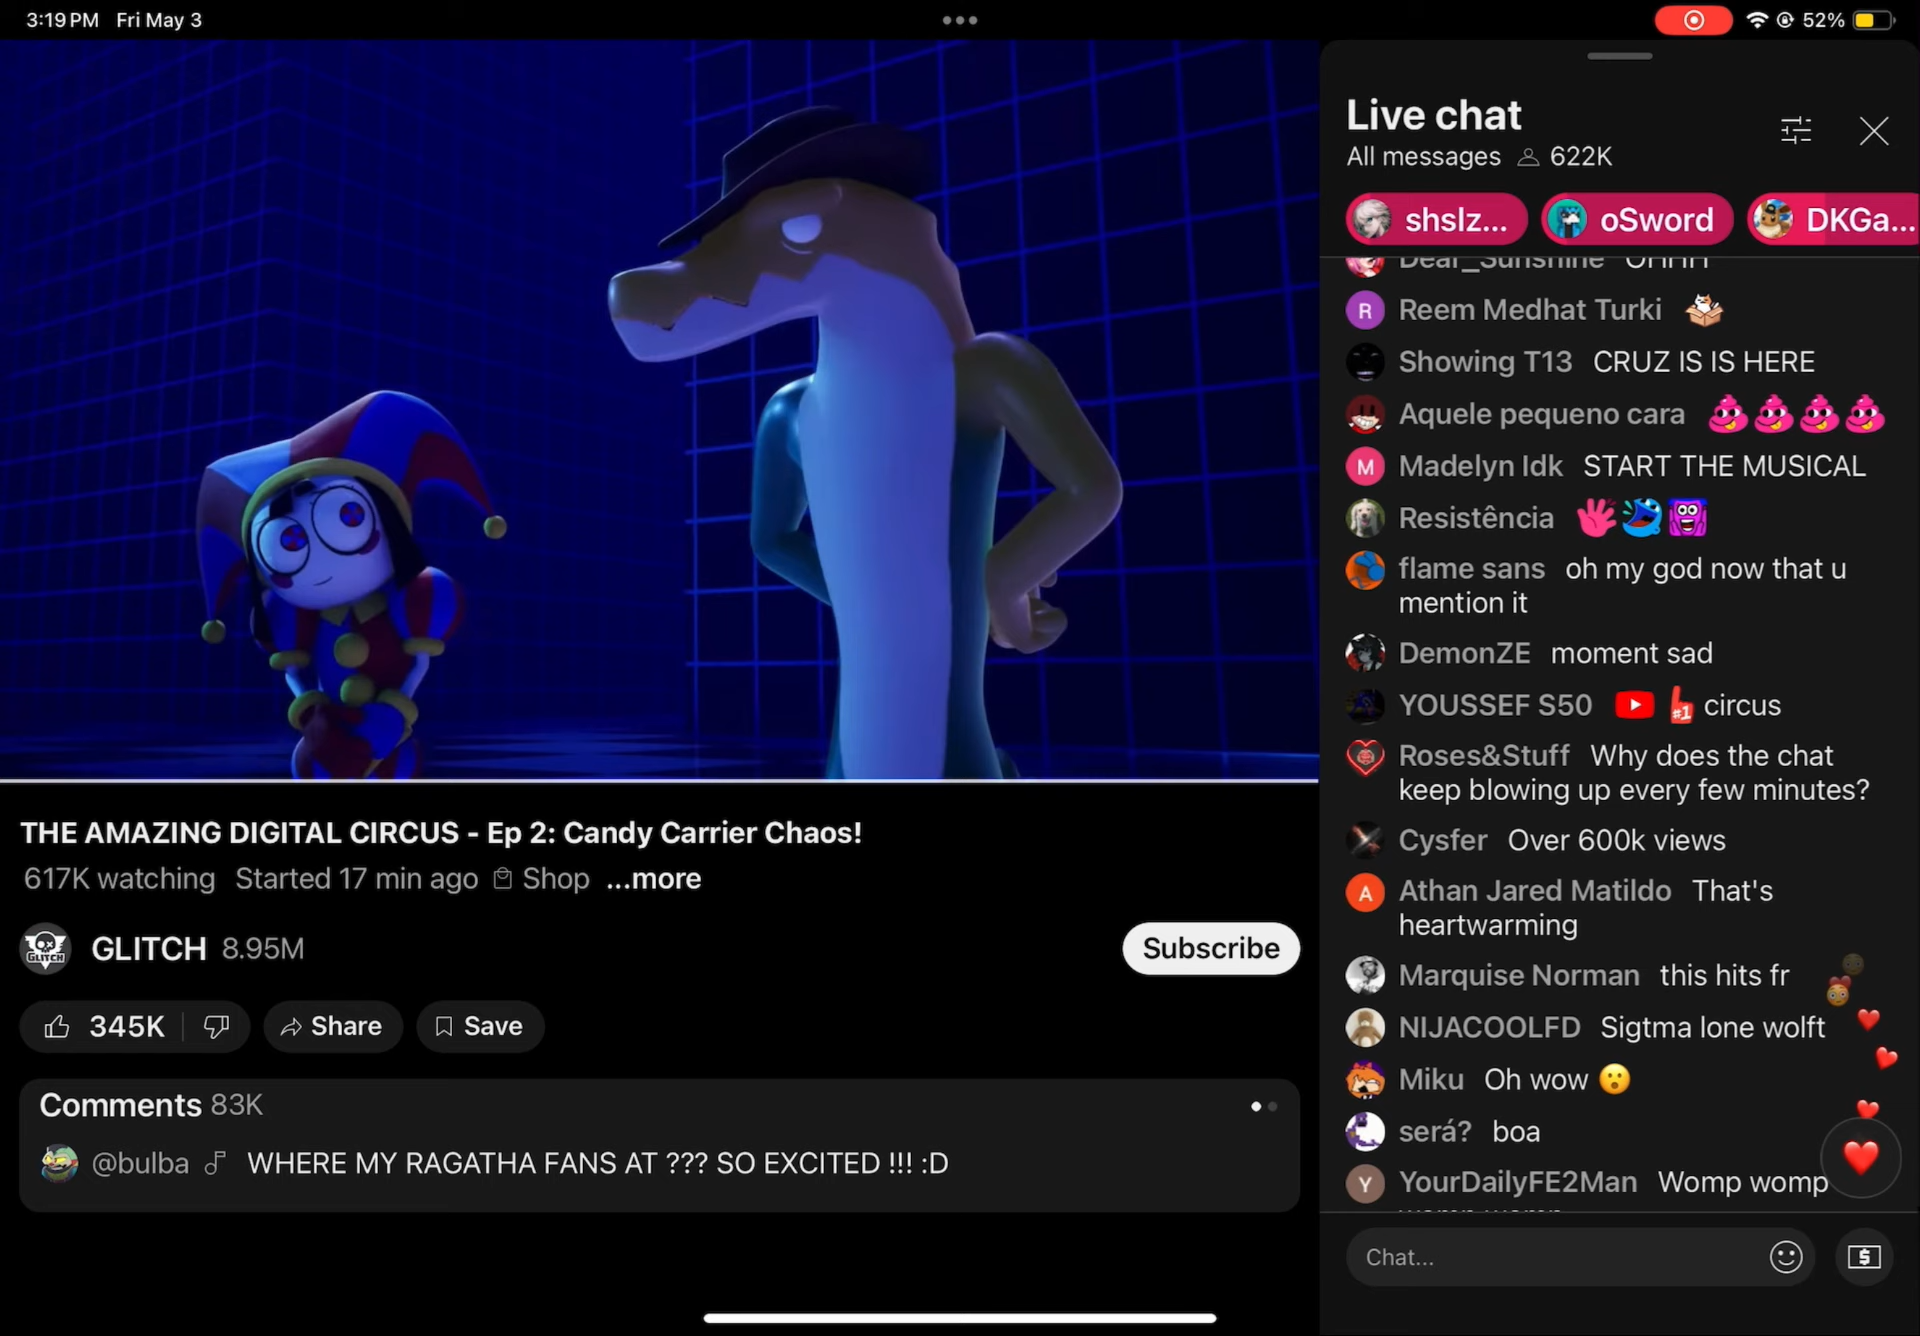 3:19 PM Fri May 3
52%
THE AMAZING DIGITAL CIRCUS - Ep 2: Candy Carrier Chaos!
617K watching Started 17 min ago Shop ...more
GLITCH
GLITCH 8.95M
Subscribe
345K
Share
Save
Comments 83K
@bulba WHERE MY RAGATHA FANS AT ??? SO EXCITED !!! :D
Live chat
All messages 622K
shslz...
oSword
DKGa...
Dear_Sunshine OHHH
R Reem Medhat Turki
Showing T13 CRUZ IS IS HERE
Aquele pequeno cara
M Madelyn Idk START THE MUSICAL
Resistência
flame sans oh my god now that u
mention it
DemonZE moment sad
YOUSSEF S50 #1 circus
Roses&Stuff Why does the chat
keep blowing up every few minutes?
Cysfer Over 600k views
A Athan Jared Matildo That's
heartwarming
Marquise Norman this hits fr
NIJACOOLFD Sigtma lone wolft
Miku Oh wow 😮
será? boa
Y YourDailyFE2Man Womp womp
womp womp
Chat...
$